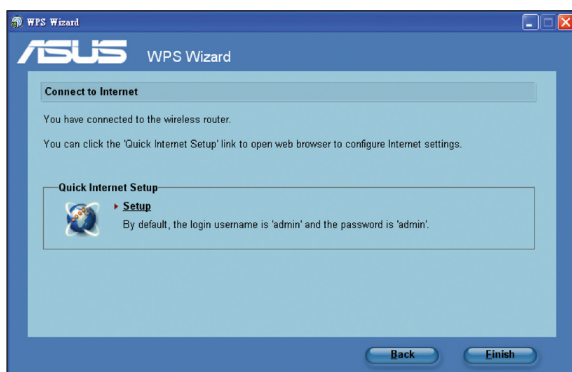 WPS Wizard
ASUS WPS Wizard
Connect to Internet
You have connected to the wireless router.
You can click the 'Quick Internet Setup' link to open web browser to configure Internet settings.
Quick Internet Setup
Setup
By default, the login username is 'admin' and the password is 'admin'.
Back Finish